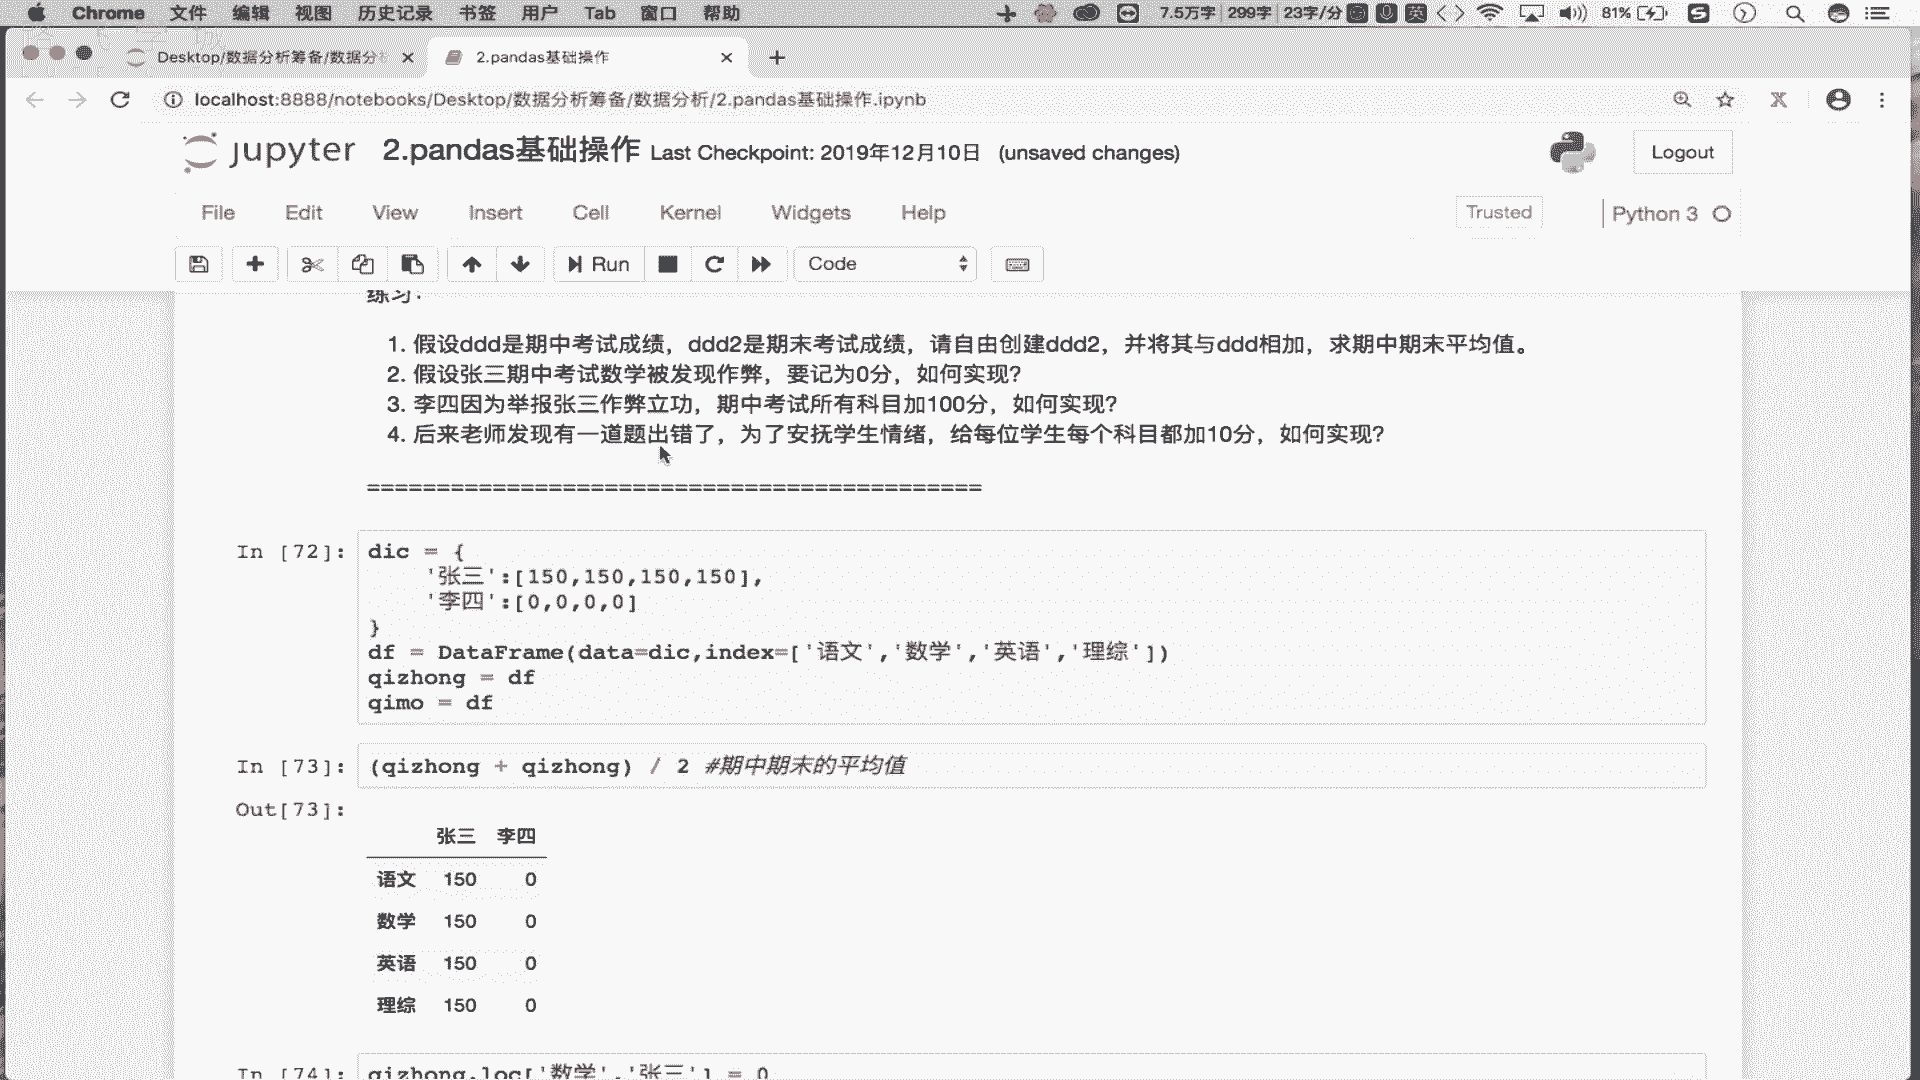 Chrome 文件 编辑 视图 历史记录 书签 用户 Tab 窗口 帮助 7.5万字 299字 23字/分 英 81%
Desktop/数据分析筹备/数据分析 2.pandas基础操作
localhost:8888/notebooks/Desktop/数据分析筹备/数据分析/2.pandas基础操作.ipynb
jupyter 2.pandas基础操作 Last Checkpoint: 2019年12月10日 (unsaved changes) Logout
File Edit View Insert Cell Kernel Widgets Help Trusted Python 3
Run Code
练习:
1. 假设ddd是期中考试成绩，ddd2是期末考试成绩，请自由创建ddd2，并将其与ddd相加，求期中期末平均值。
2. 假设张三期中考试数学被发现作弊，要记为0分，如何实现?
3. 李四因为举报张三作弊立功，期中考试所有科目加100分，如何实现?
4. 后来老师发现有一道题出错了，为了安抚学生情绪，给每位学生每个科目都加10分，如何实现?
============================================
In [72]: dic = {
'张三':[150,150,150,150],
'李四':[0,0,0,0]
}
df = DataFrame(data=dic,index=['语文','数学','英语','理综'])
qizhong = df
qimo = df
In [73]: (qizhong + qizhong) / 2 #期中期末的平均值
Out[73]:
张三 李四
语文 150 0
数学 150 0
英语 150 0
理综 150 0
In [74]: qizhong.loc['数学','张三'] = 0